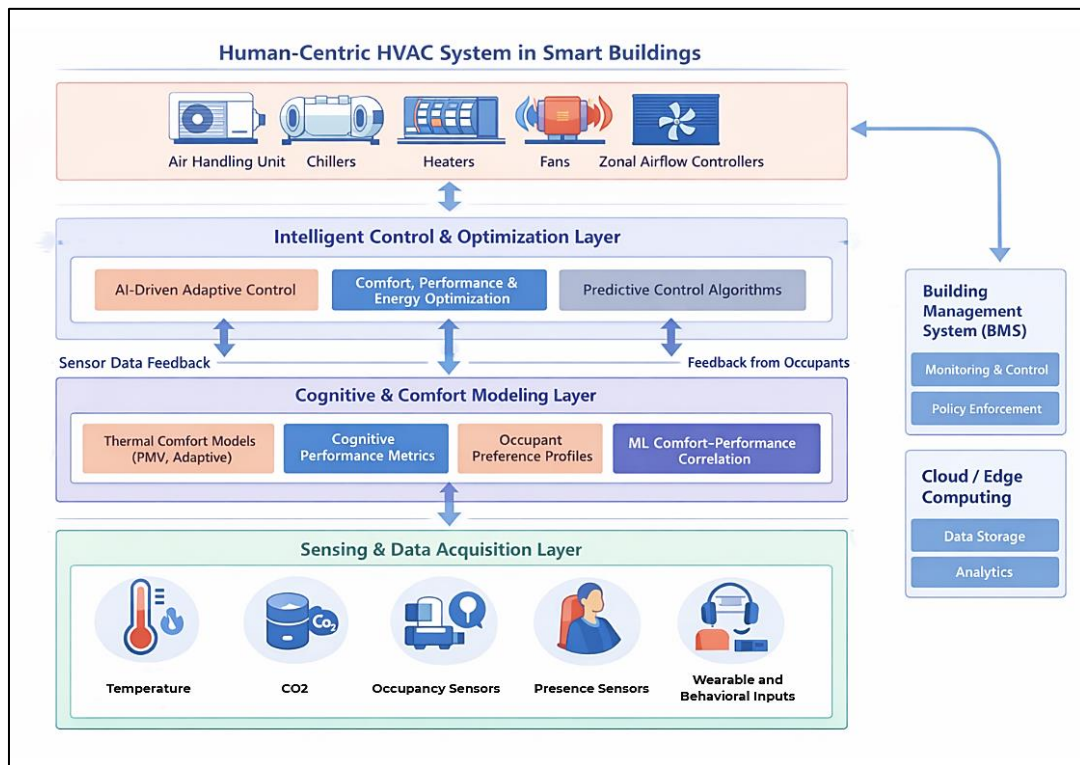 Human-Centric HVAC System in Smart Buildings
Air Handling Unit
Chillers
Heaters
Fans
Zonal Airflow Controllers
Intelligent Control & Optimization Layer
AI-Driven Adaptive Control
Comfort, Performance &
Energy Optimization
Predictive Control Algorithms
Sensor Data Feedback
Feedback from Occupants
Cognitive & Comfort Modeling Layer
Thermal Comfort Models
(PMV, Adaptive)
Cognitive
Performance Metrics
Occupant
Preference Profiles
ML Comfort-Performance
Correlation
Sensing & Data Acquisition Layer
Co2
Temperature
CO2
Occupancy Sensors
Presence Sensors
Wearable and
Behavioral Inputs
Building
Management
System (BMS)
Monitoring & Control
Policy Enforcement
Cloud / Edge
Computing
Data Storage
Analytics